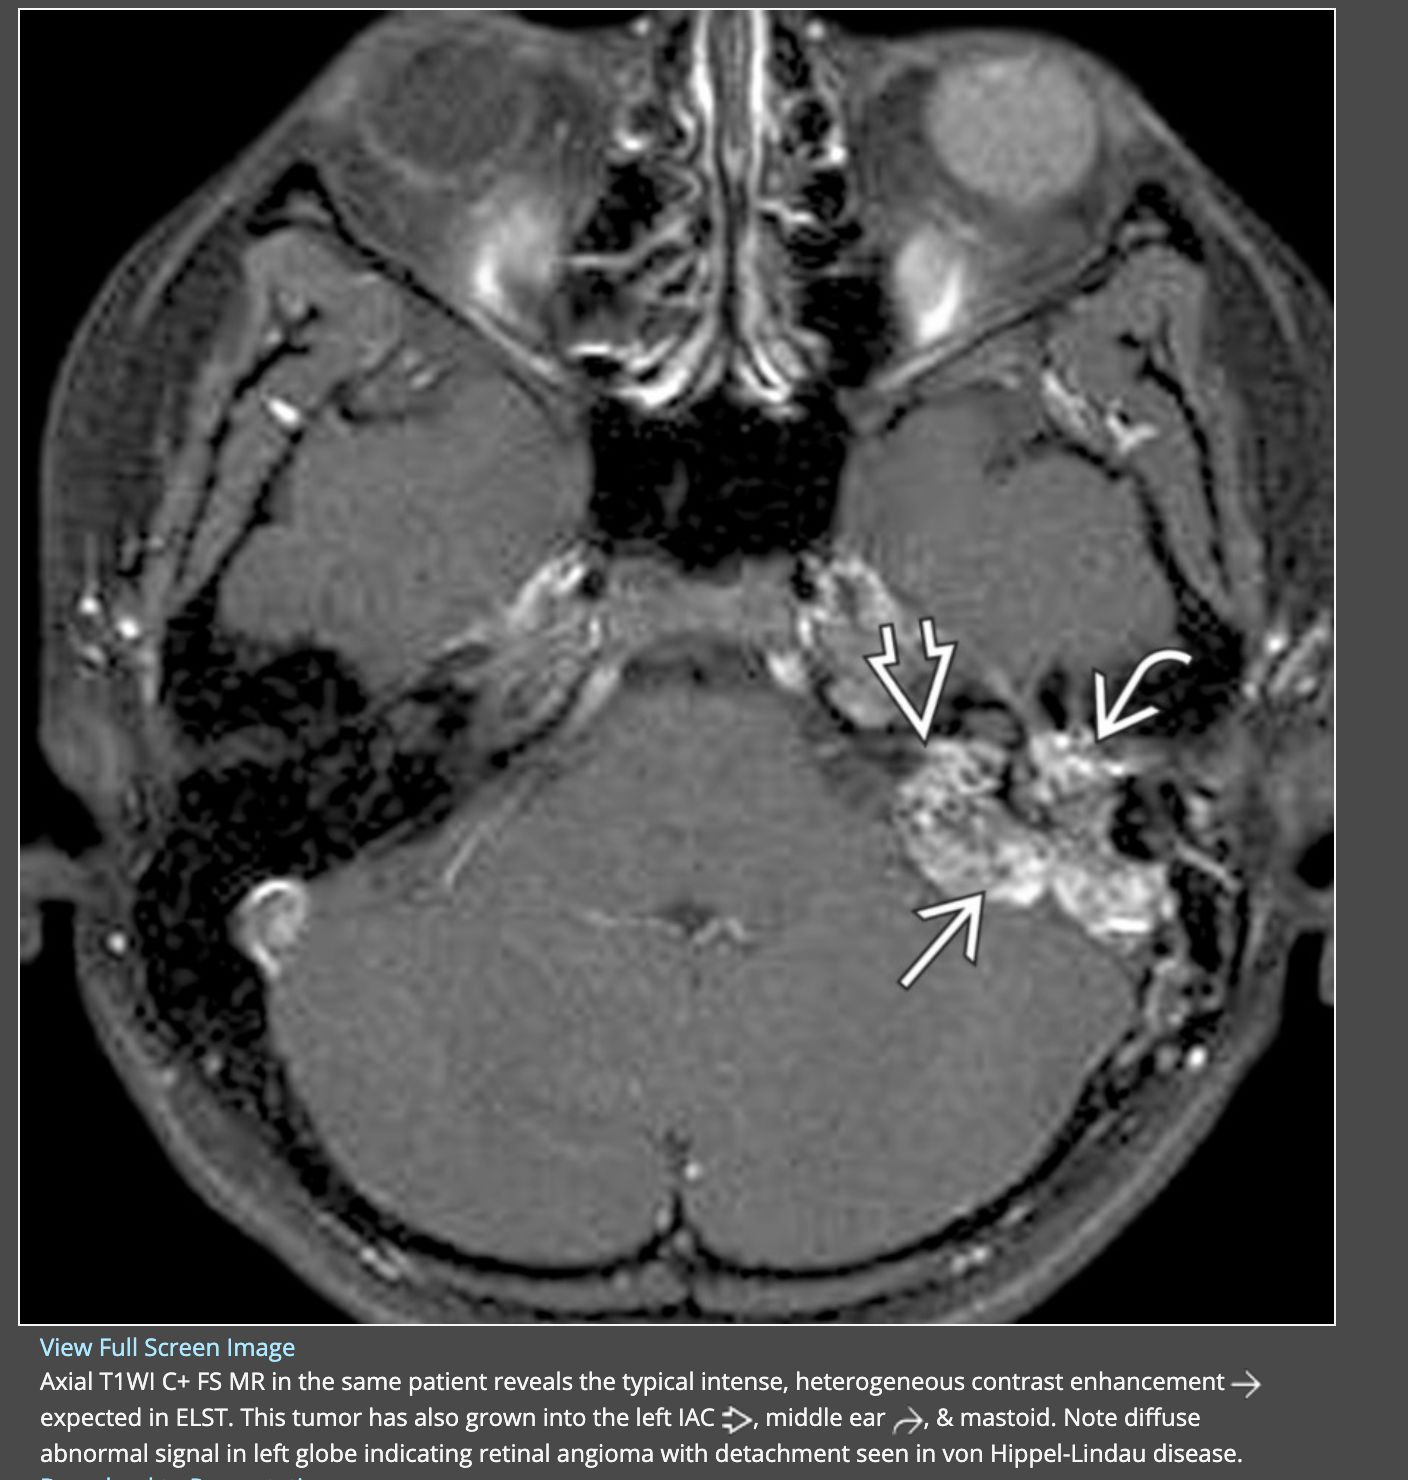 View Full Screen Image
Axial T1WI C+ FS MR in the same patient reveals the typical intense, heterogeneous contrast enhancement
expected in ELST. This tumor has also grown into the left IAC , middle ear , & mastoid. Note diffuse
abnormal signal in left globe indicating retinal angioma with detachment seen in von Hippel-Lindau disease.